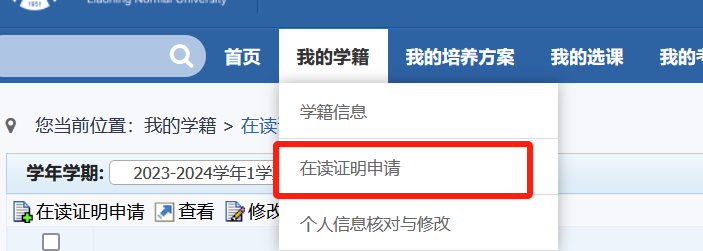 1951 Liaoning Normal University
首页 我的学籍 我的培养方案 我的选课 我的
学籍信息
您当前位置：我的学籍 > 在读
在读证明申请
学年学期: 2023-2024学年1学
在读证明申请 查看 修改
个人信息核对与修改